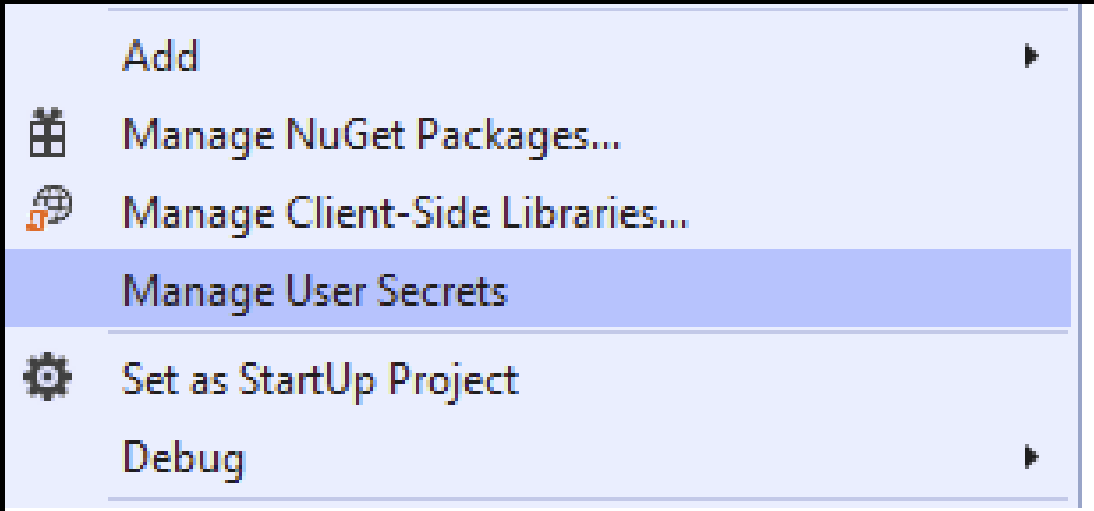 Add
Manage NuGet Packages...
Manage Client-Side Libraries...
Manage User Secrets
Set as StartUp Project
Debug